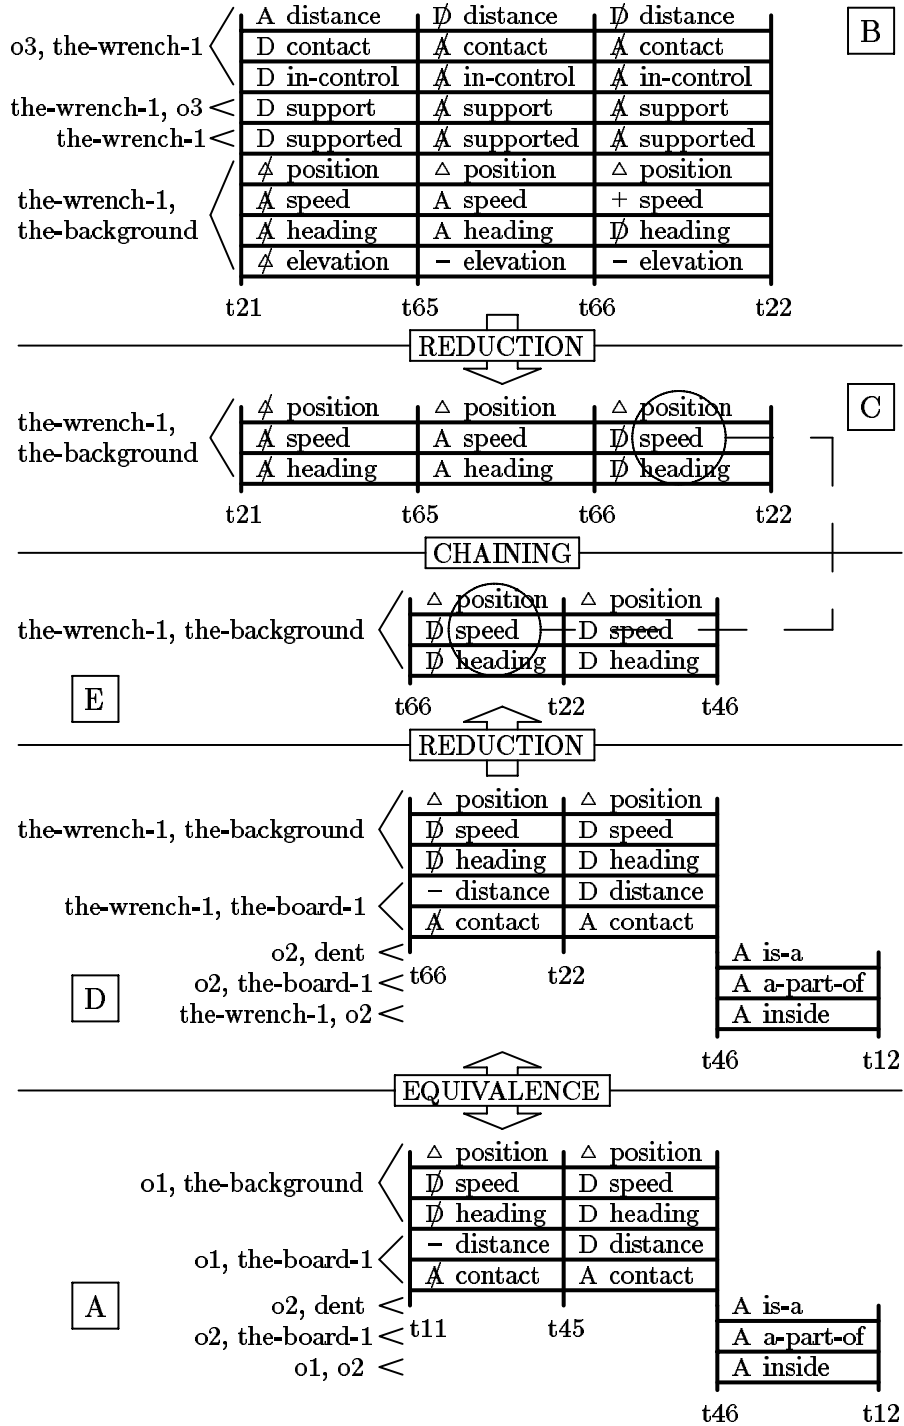 A distance D̸ distance D̸ distance B
o3, the-wrench-1 D contact A̸ contact A̸ contact
D in-control A̸ in-control A̸ in-control
the-wrench-1, o3 D support A̸ support A̸ support
the-wrench-1 D supported A̸ supported A̸ supported
△̸ position △ position △ position
the-wrench-1, A̸ speed A speed + speed
the-background A̸ heading A heading D̸ heading
△̸ elevation − elevation − elevation
t21 t65 t66 t22
REDUCTION
△̸ position △ position △ position C
the-wrench-1, A̸ speed A speed D̸ speed
the-background A̸ heading A heading D̸ heading
t21 t65 t66 t22
CHAINING
△ position △ position
the-wrench-1, the-background D̸ speed D speed
D̸ heading D heading
E
t66 t22 t46
REDUCTION
△ position △ position
the-wrench-1, the-background D̸ speed D speed
D̸ heading D heading
the-wrench-1, the-board-1 − distance D distance
A̸ contact A contact
o2, dent A is-a
t66 t22
o2, the-board-1 A a-part-of
D
the-wrench-1, o2 A inside
t46 t12
EQUIVALENCE
△ position △ position
o1, the-background D̸ speed D speed
D̸ heading D heading
o1, the-board-1 − distance D distance
A̸ contact A contact
A
o2, dent A is-a
t11 t45
o2, the-board-1 A a-part-of
o1, o2 A inside
t46 t12